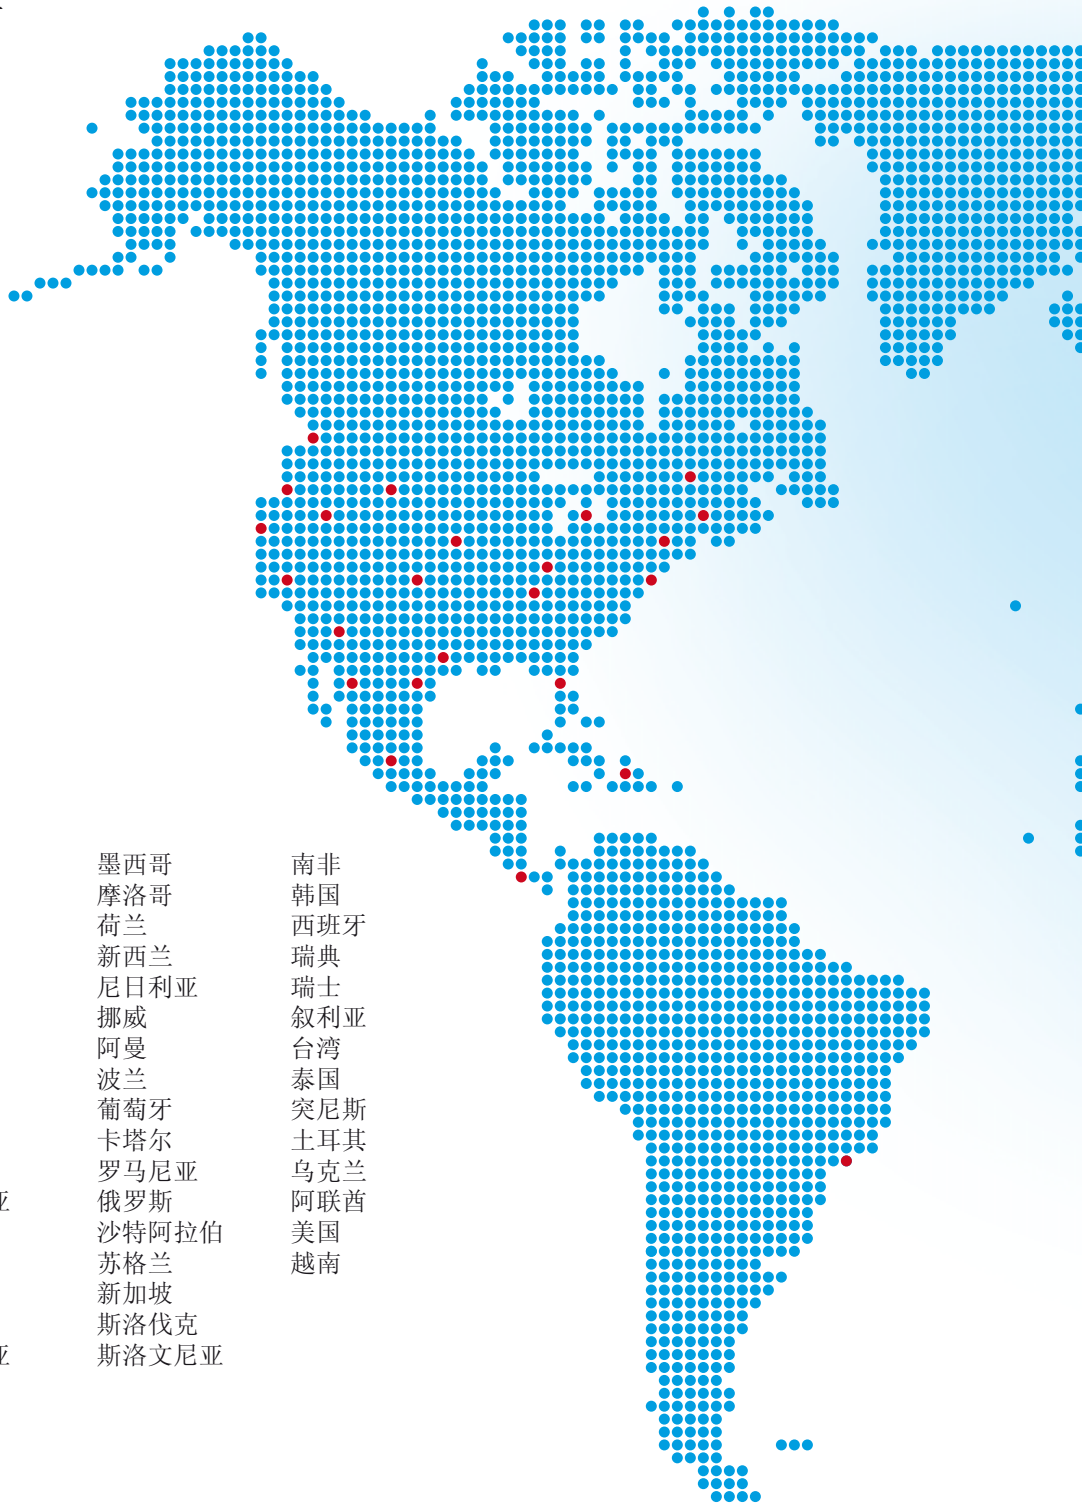 墨西哥
摩洛哥
荷兰
新西兰
尼日利亚
挪威
阿曼
波兰
葡萄牙
卡塔尔
罗马尼亚
俄罗斯
沙特阿拉伯
苏格兰
新加坡
斯洛伐克
斯洛文尼亚
南非
韩国
西班牙
瑞典
瑞士
叙利亚
台湾
泰国
突尼斯
土耳其
乌克兰
阿联酋
美国
越南